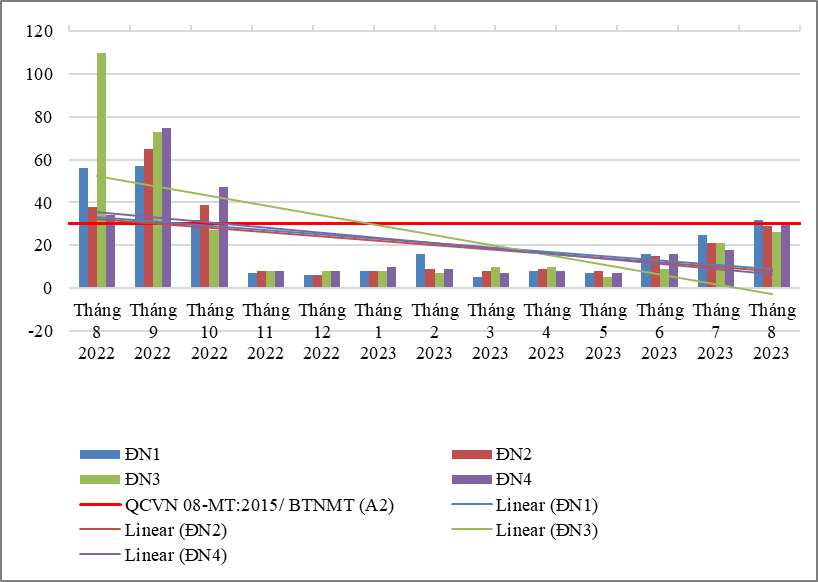 120
100
80
60
40
20
0
-20
Tháng Tháng Tháng Tháng Tháng Tháng Tháng Tháng Tháng Tháng Tháng Tháng Tháng
8 9 10 11 12 1 2 3 4 5 6 7 8
2022 2022 2022 2022 2022 2023 2023 2023 2023 2023 2023 2023 2023
ĐN1 ĐN2
ĐN3 ĐN4
QCVN 08-MT:2015/ BTNMT (A2) Linear (ĐN1)
Linear (ĐN2) Linear (ĐN3)
Linear (ĐN4)